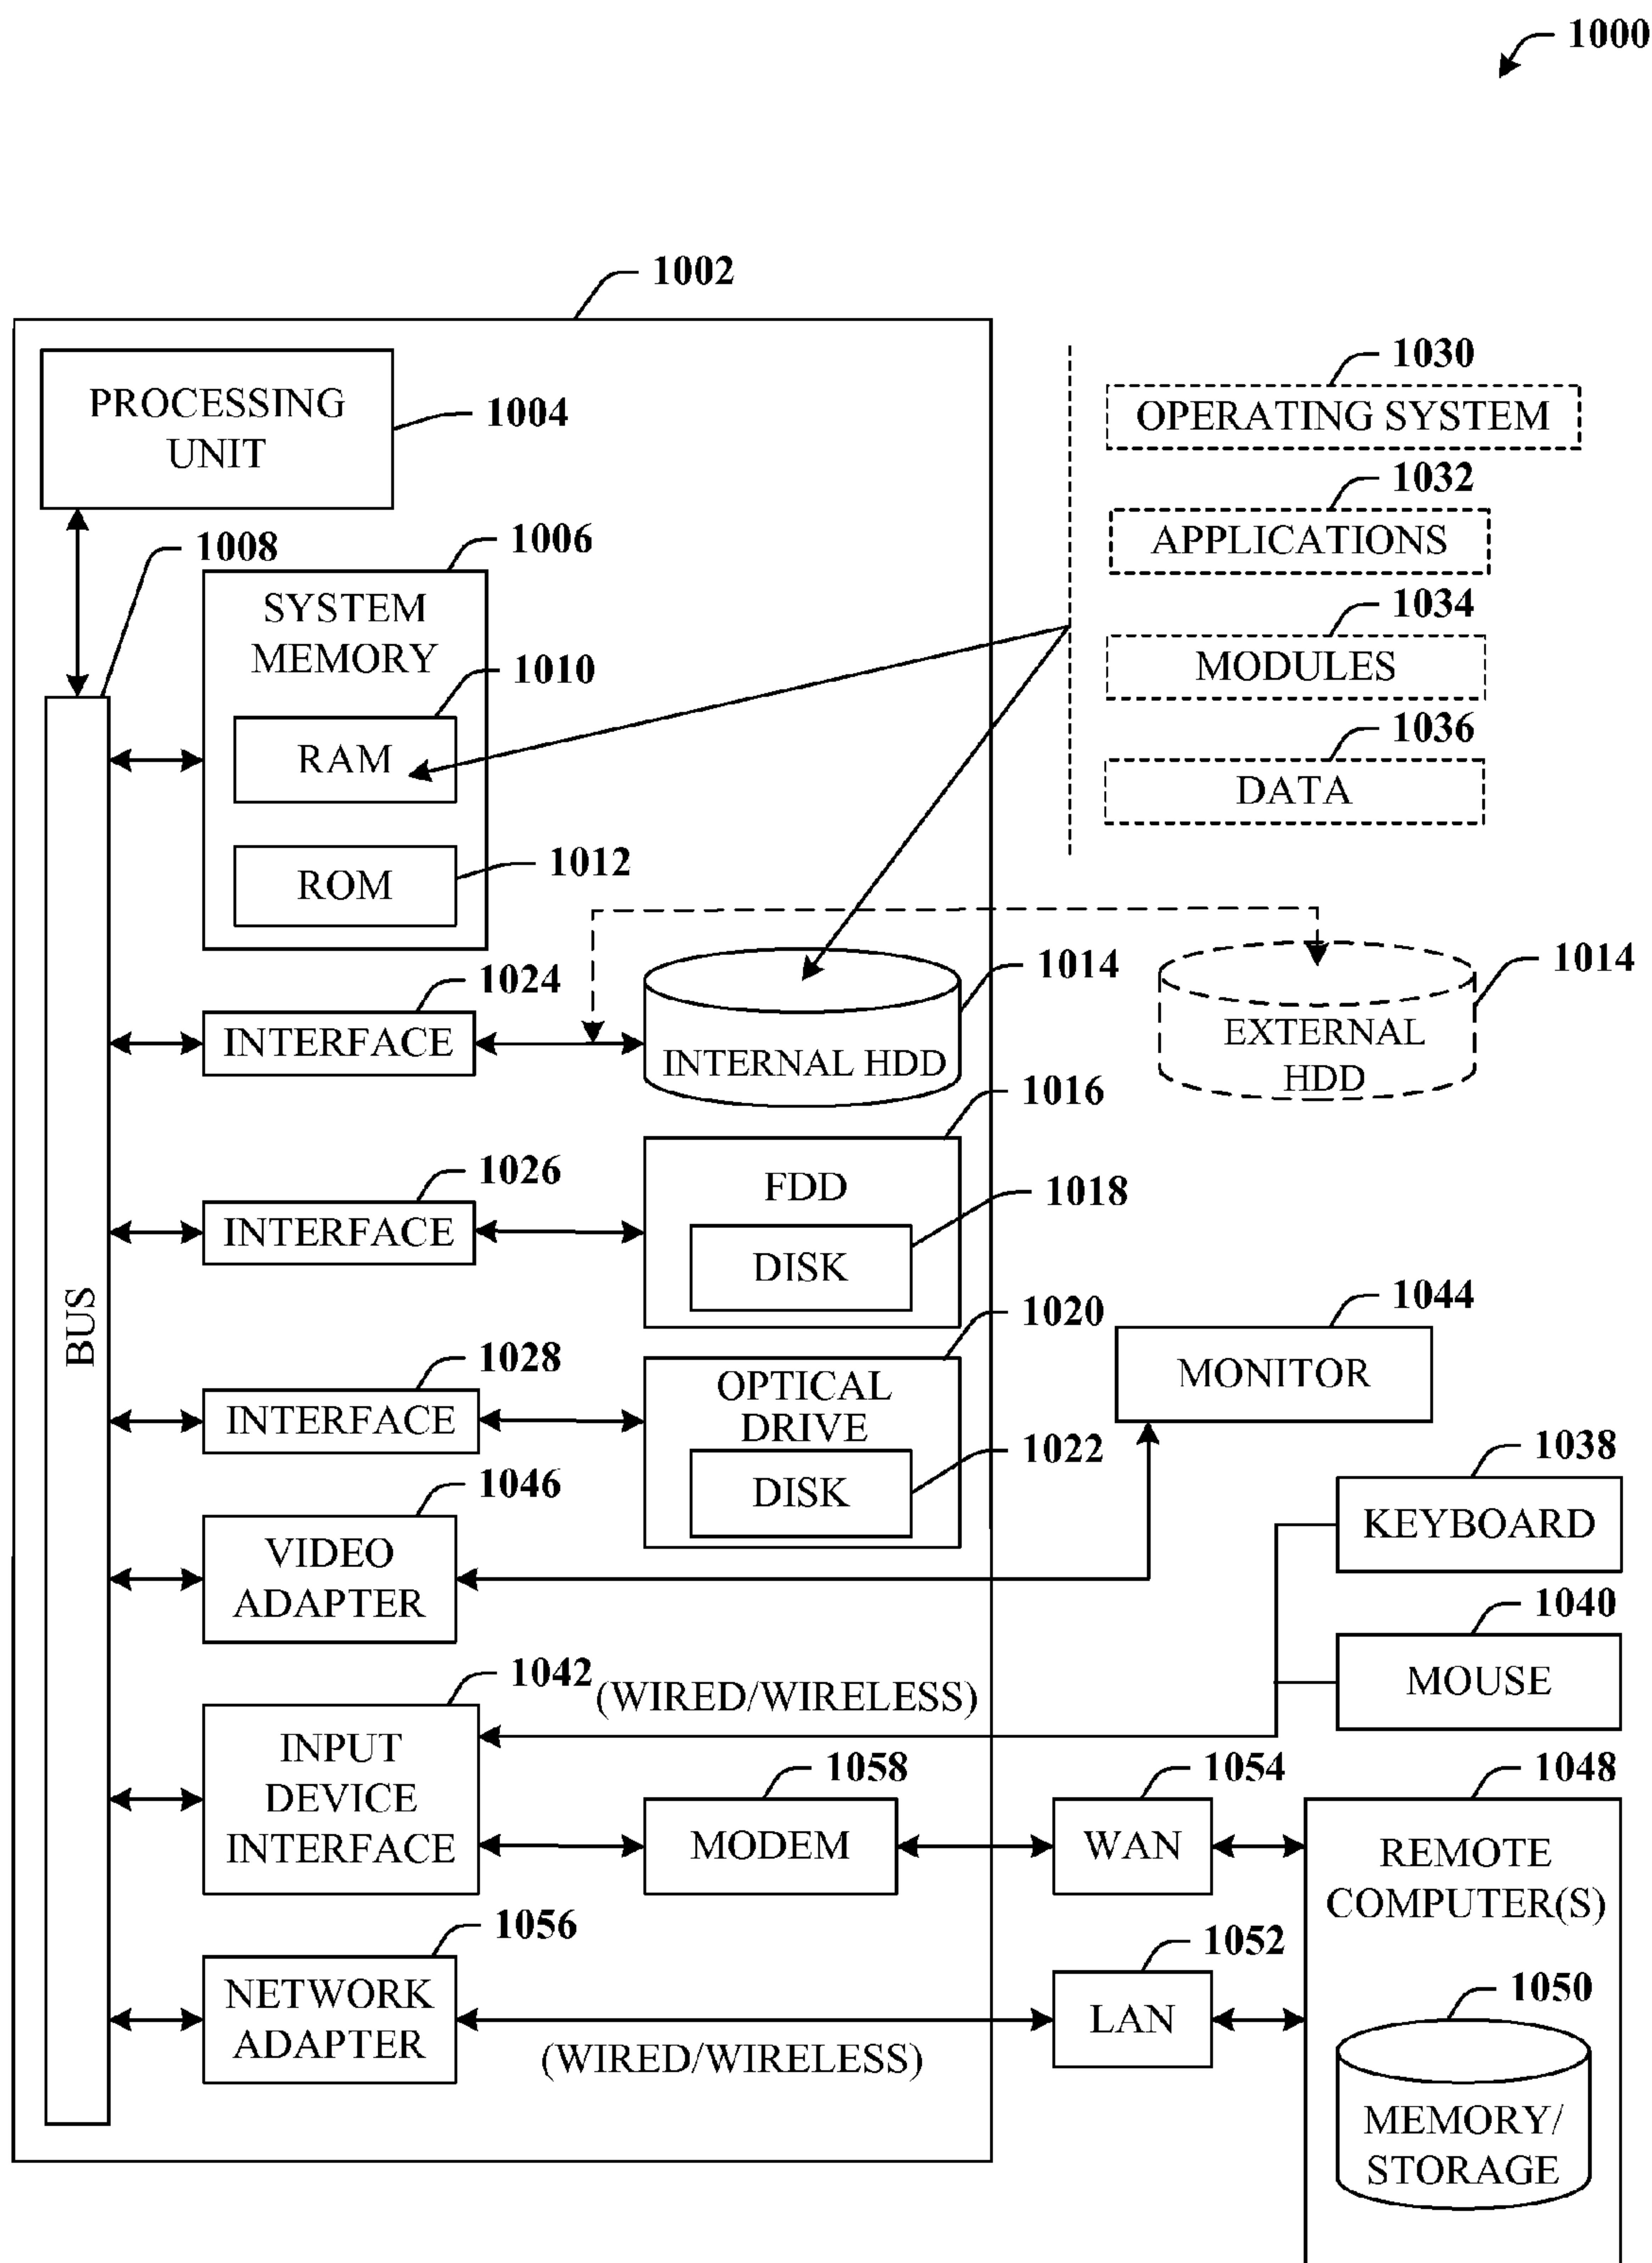 1000
1002
PROCESSING
UNIT
1004
1030
OPERATING SYSTEM
1032
APPLICATIONS
1034
MODULES
1036
DATA
1008
1006
SYSTEM
MEMORY
1010
RAM
1012
ROM
BUS
1024
INTERFACE
1014
INTERNAL HDD
1014
EXTERNAL
HDD
1026
INTERFACE
1016
FDD
1018
DISK
1028
INTERFACE
1020
OPTICAL
DRIVE
1022
DISK
1044
MONITOR
1046
VIDEO
ADAPTER
1038
KEYBOARD
1040
MOUSE
1042
(WIRED/WIRELESS)
INPUT
DEVICE
INTERFACE
1058
MODEM
1054
WAN
1048
REMOTE
COMPUTER(S)
1056
NETWORK
ADAPTER
(WIRED/WIRELESS)
1052
LAN
1050
MEMORY/
STORAGE